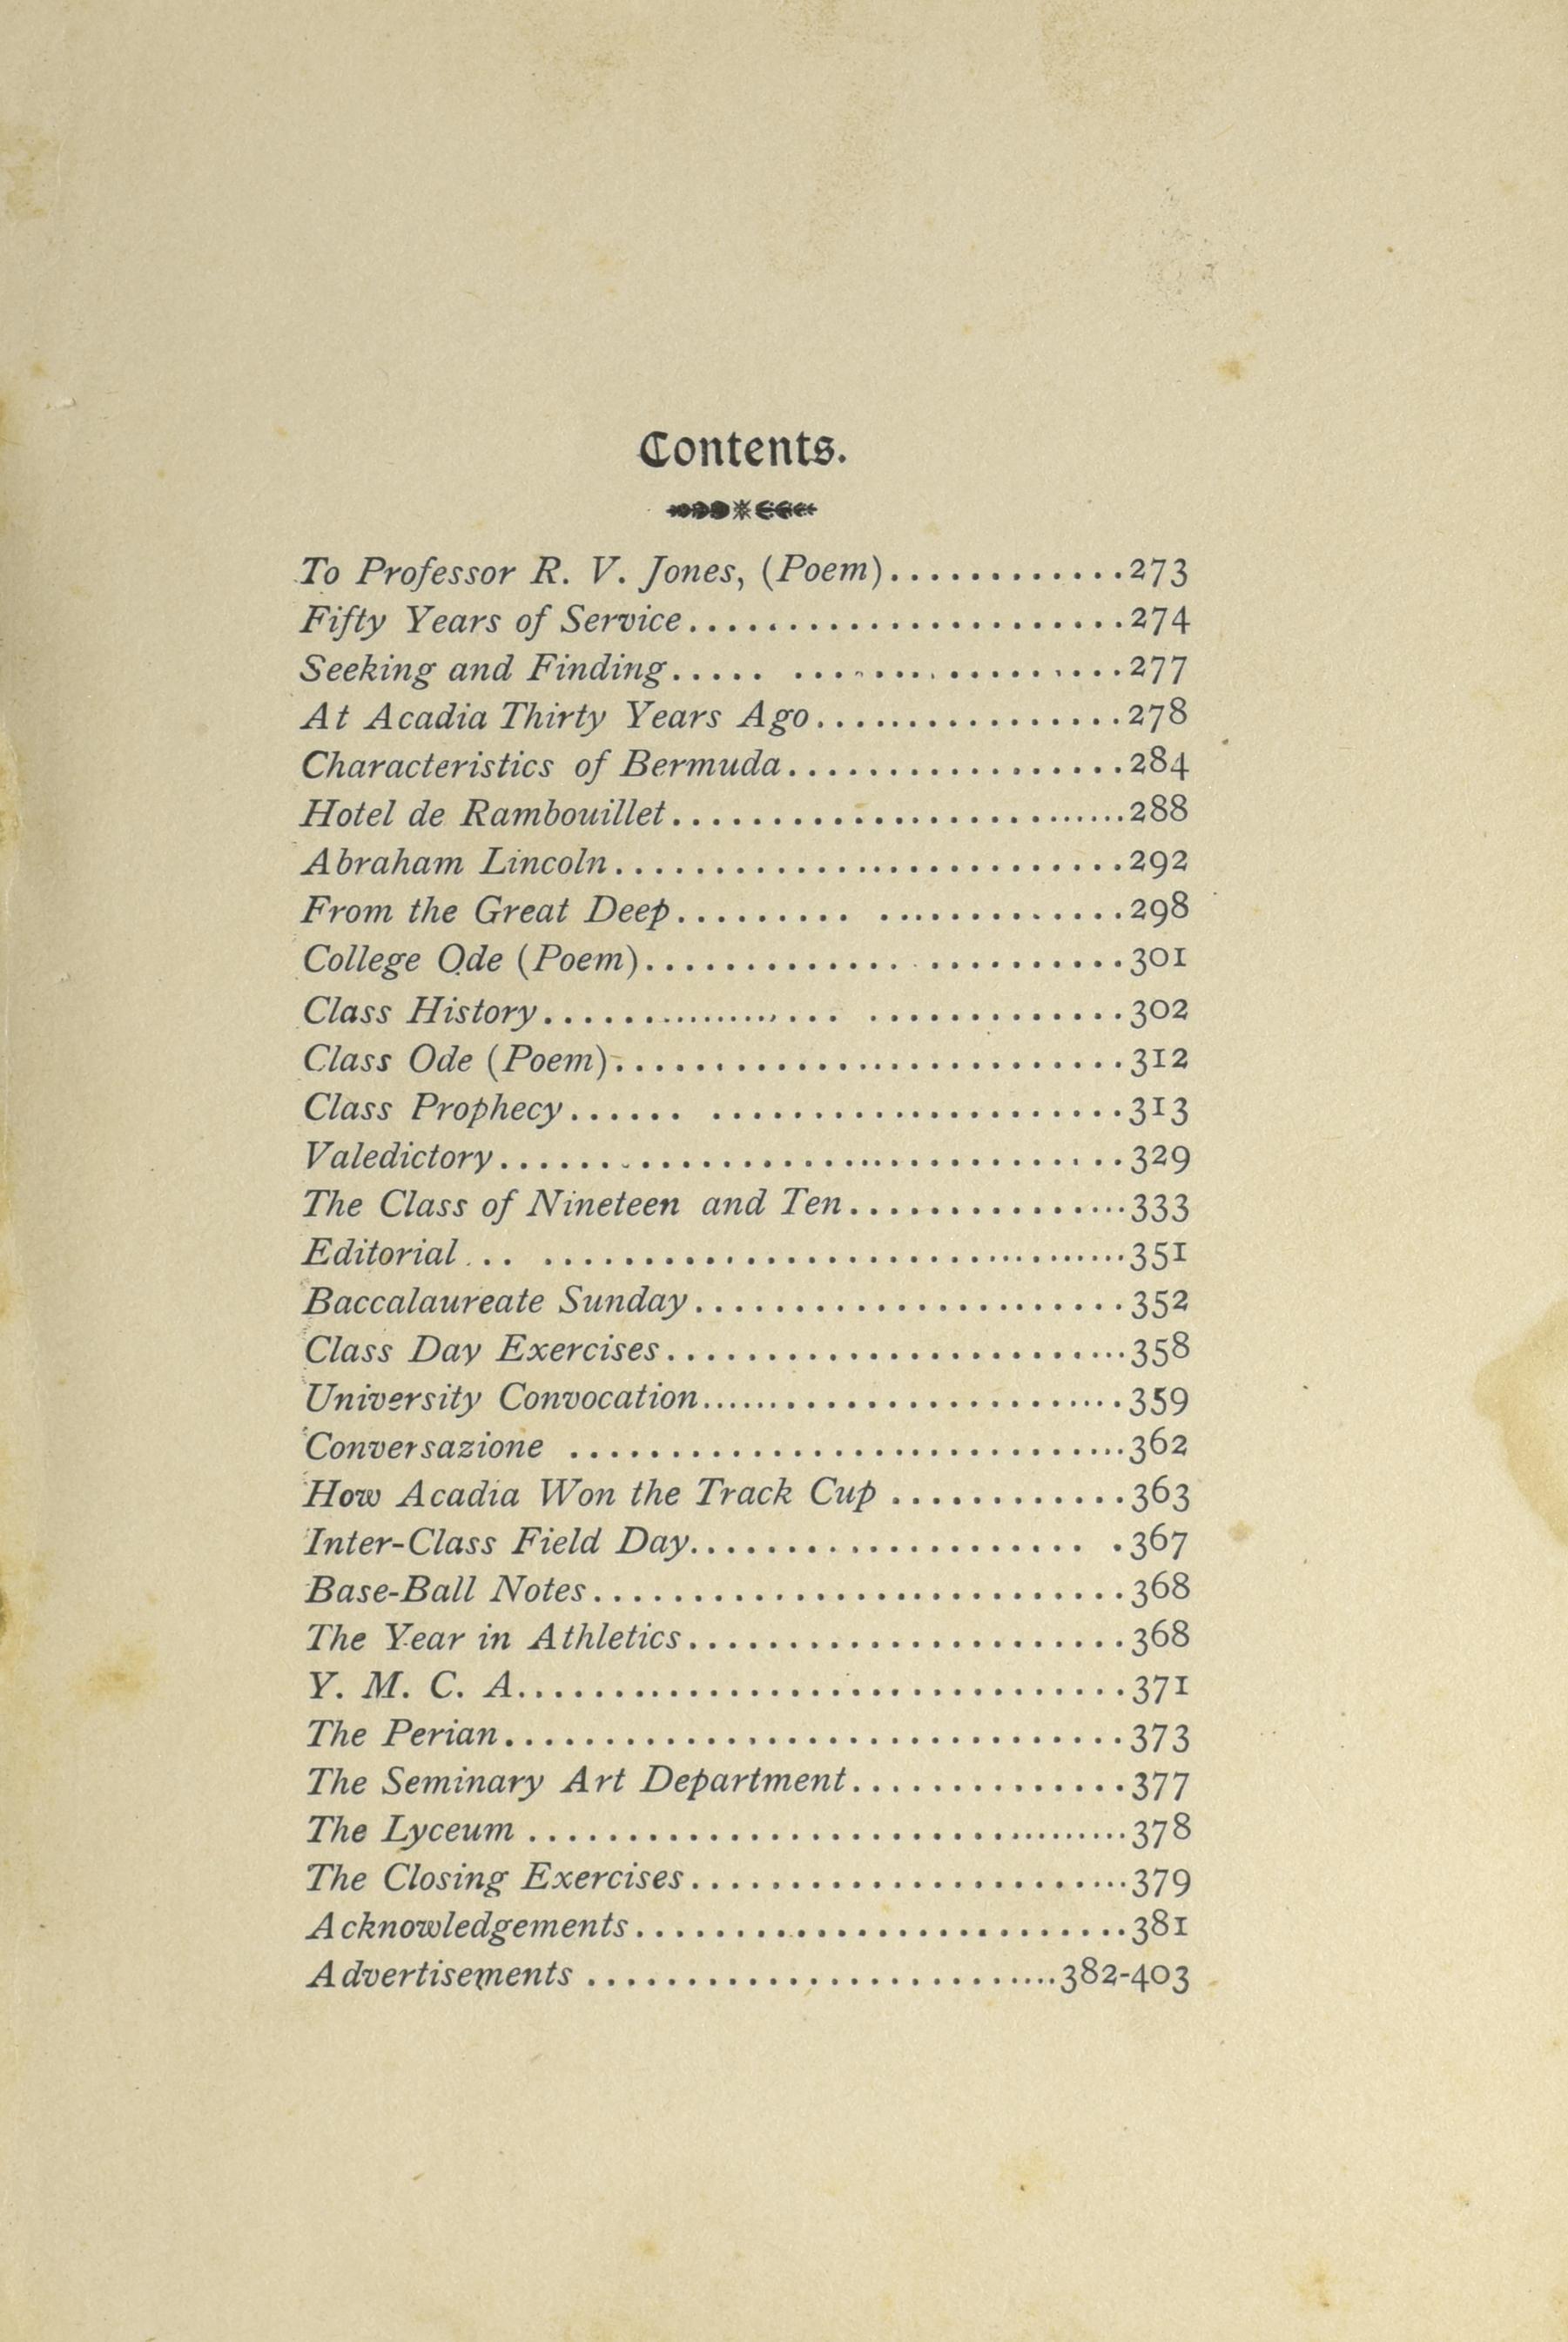 Contents.
To Professor R. V. Jones, (Poem)............273
Fifty Years of Service......................274
Seeking and Finding..... .................277
At Acadia Thirty Years Ago................278
Characteristics of Bermuda.................284
Hotel de Rambouillet.......................288
Abraham Lincoln..........................292
From the Great Deep......... .............298
College Ode (Poem)............. ..........301
Class History.................. .............302
Class Ode (Poem)..........................312
Class Prophecy...... .....................313
Valedictory................................329
The Class of Nineteen and Ten..............333
Editorial... ..............................351
Baccalaureate Sunday......................352
Class Day Exercises........................358
University Convocation......................359
Conversazione ............................362
How Acadia Won the Track Cup ............363
Inter-Class Field Day.................... .367
Base-Ball Notes...........................368
The Year in Athletics......................368
Y. M. C. A...............................371
The Perian...............................373
The Seminary Art Department..............377
The Lyceum ..............................378
The Closing Exercises......................379
Acknowledgements.........................381
Advertisements .........................382-403